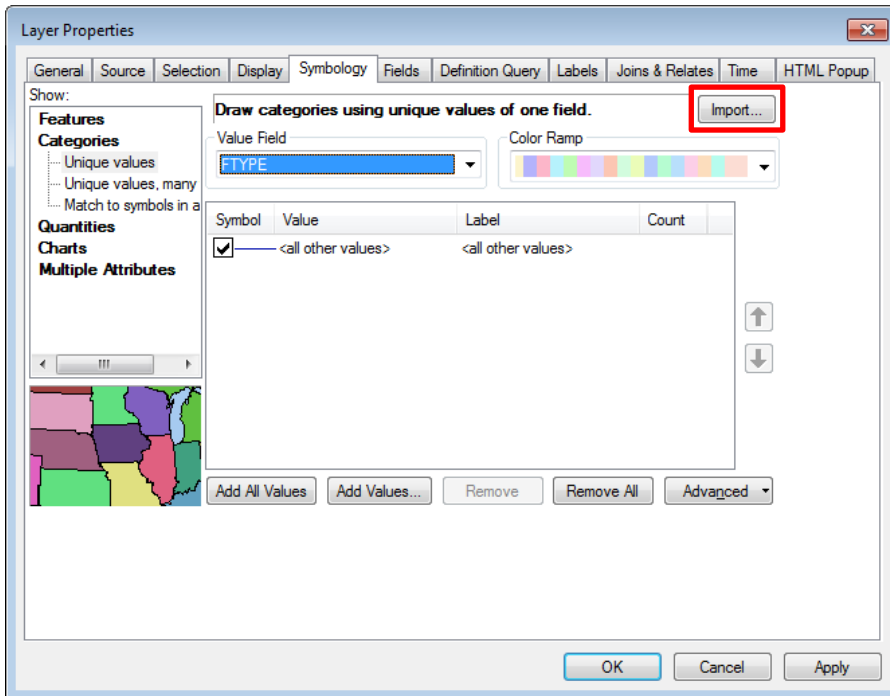 Layer Properties
General Source Selection Display Symbology Fields Definition Query Labels Joins & Relates Time HTML Popup
Show:
Features
Categories
Unique values
Unique values, many
Match to symbols in a
Quantities
Charts
Multiple Attributes
Draw categories using unique values of one field.
Import...
Value Field
FTYPE
Color Ramp
Symbol Value Label Count
<all other values> <all other values>
Add All Values Add Values... Remove Remove All Advanced
OK Cancel Apply